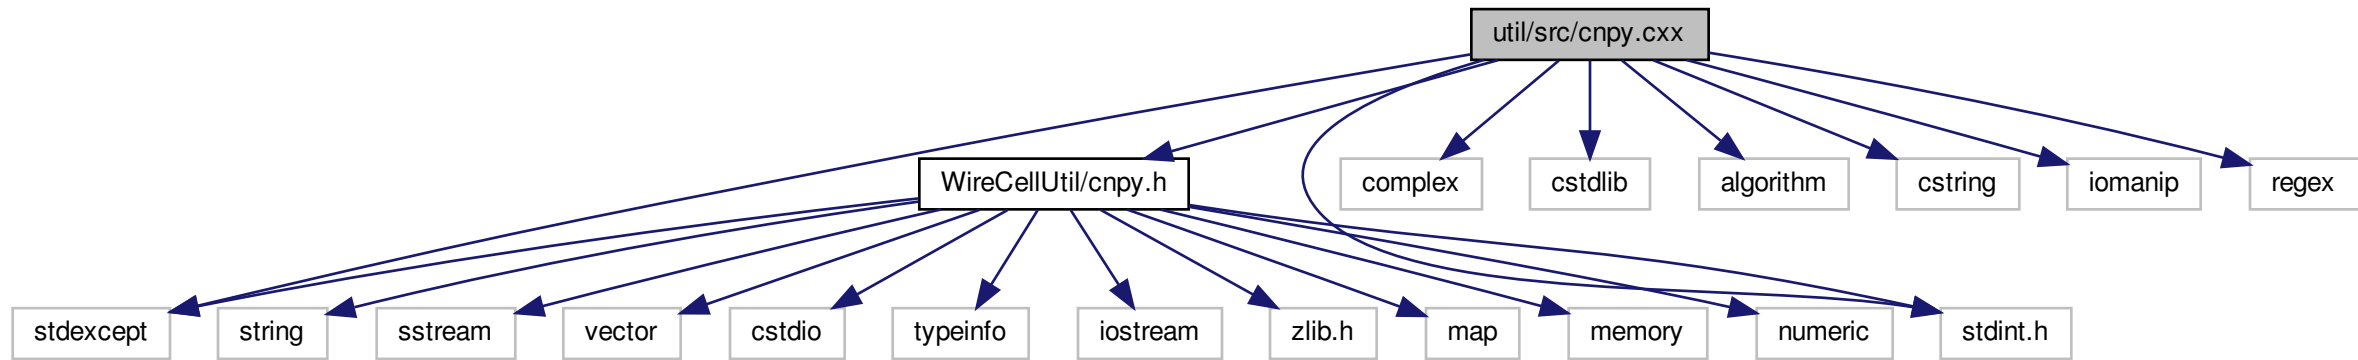 util/src/cnpy.cxx
WireCellUtil/cnpy.h
complex
cstdlib
algorithm
cstring
iomanip
regex
stdexcept
string
sstream
vector
cstdio
typeinfo
iostream
zlib.h
map
memory
numeric
stdint.h